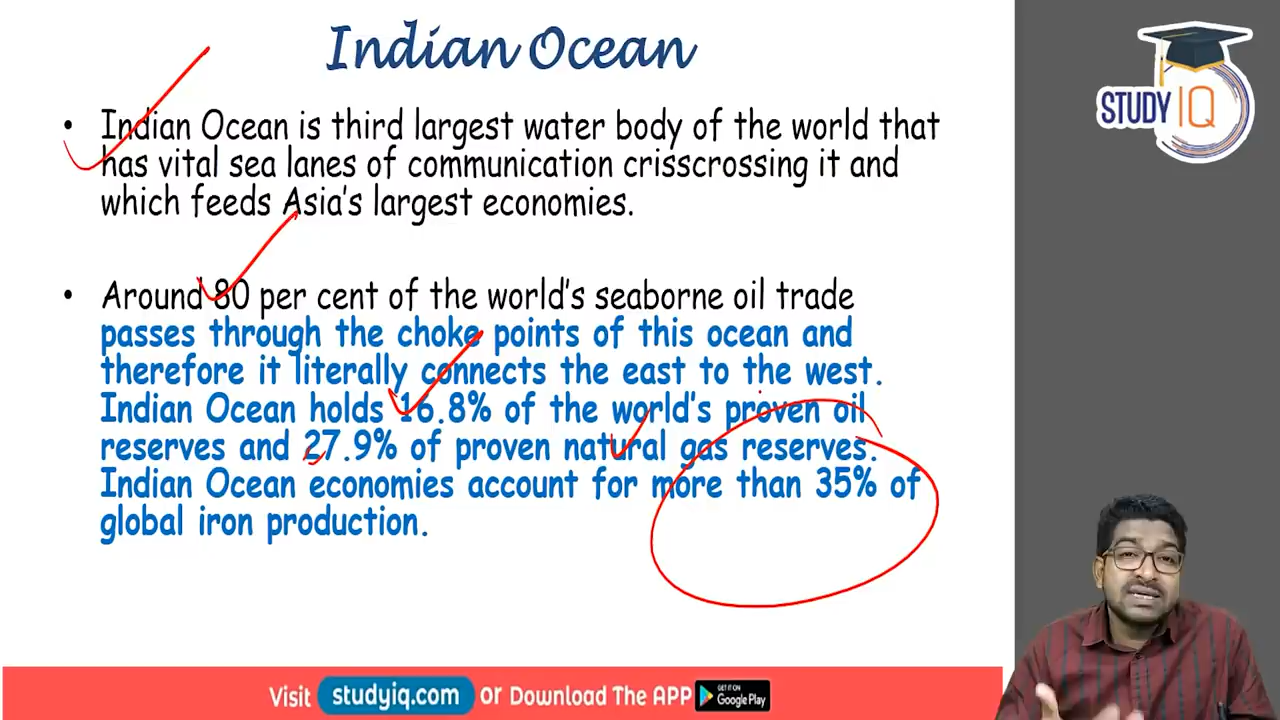 Indian Ocean
STUDY IQ
• Indian Ocean is third largest water body of the world that
has vital sea lanes of communication crisscrossing it and
which feeds Asia's largest economies.
• Around 80 per cent of the world's seaborne oil trade
passes through the choke points of this ocean and
therefore it literally connects the east to the west.
Indian Ocean holds 16.8% of the world's proven oil
reserves and 27.9% of proven natural gas reserves.
Indian Ocean economies account for more than 35% of
global iron production.
Visit studyiq.com or Download The APP GET IT ON Google Play